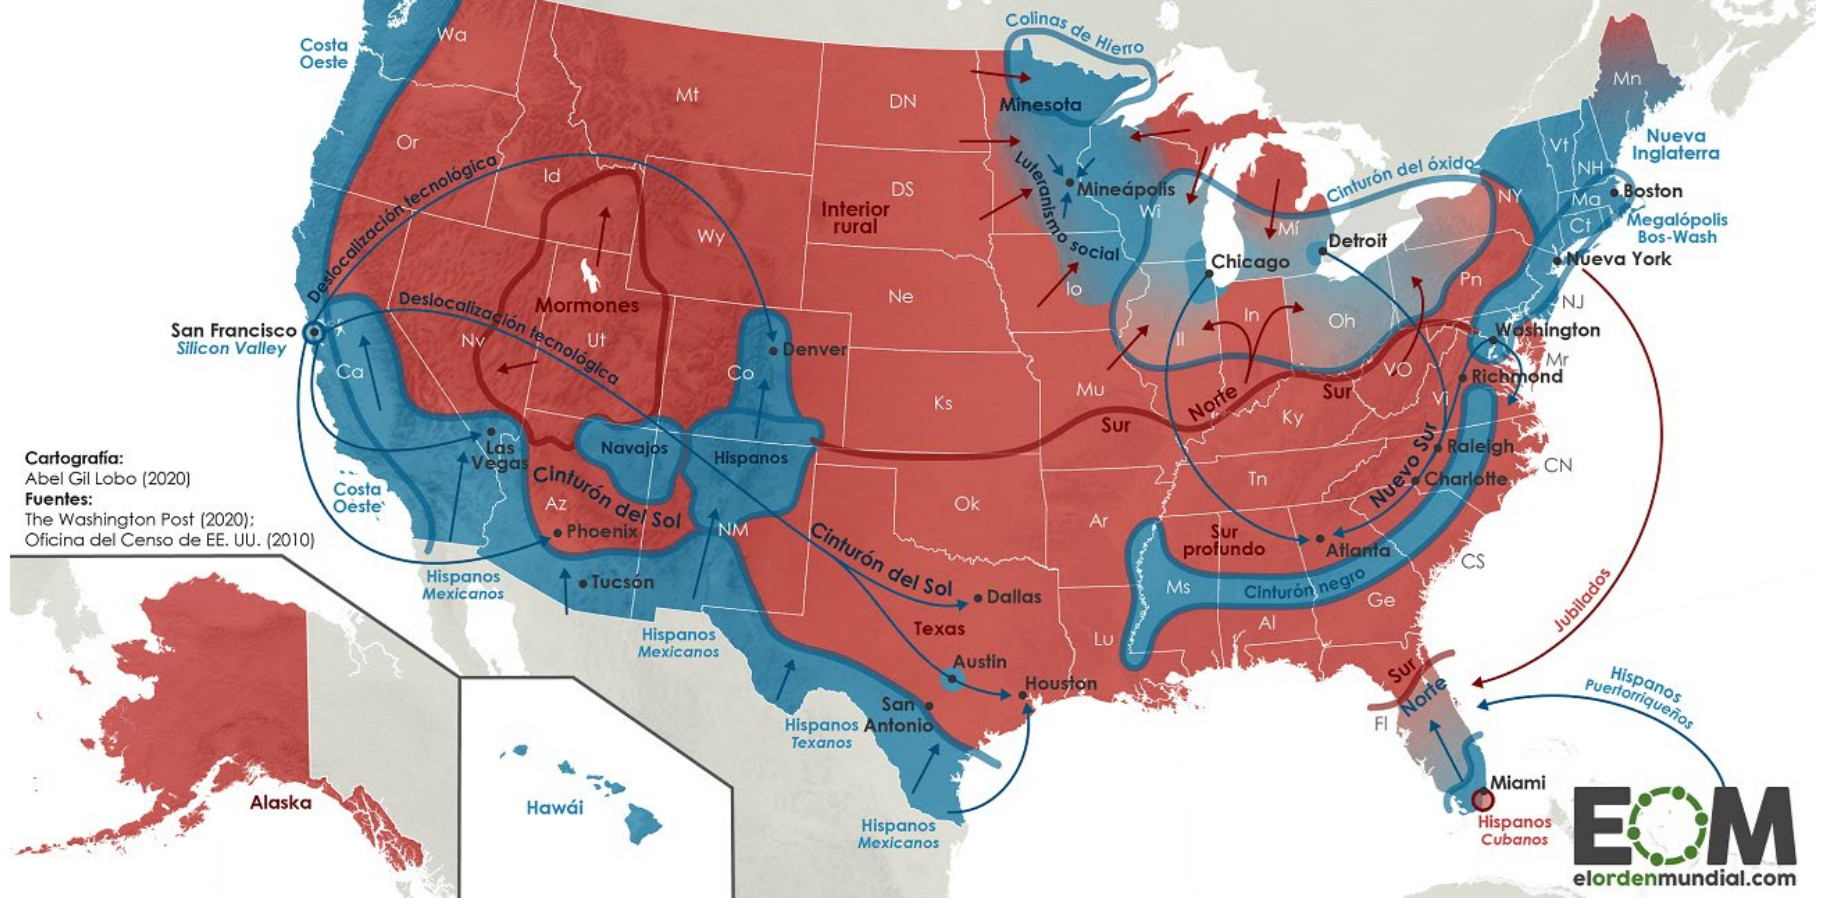 Colinas de Hierro
Costa
Oeste
Wa
Mt
DN
Minesota
Mn
Or
Id
DS
Interior
rural
Wy
Luteranismo social
Mineápolis
Wi
Cinturón del óxido
Mi
Detroit
Chicago
NY
Vt
NH
Nueva
Inglaterra
Boston
Ma
Ct
Megalópolis
Bos-Wash
Nueva York
NJ
Deslocalización tecnológica
Deslocalización tecnológica
San Francisco
Silicon Valley
Mormones
Nv
Ut
Ne
Io
Il
In
Oh
Pn
Washington
Mr
Richmond
VO
Vi
Ca
Co
Denver
Ks
Mu
Ky
Sur
Norte
Sur
Las
Vegas
Navajos
Hispanos
Nuevo Sur
Raleigh
Charlotte
CN
Cartografía:
Abel Gil Lobo (2020)
Fuentes:
The Washington Post (2020);
Oficina del Censo de EE. UU. (2010)
Costa
Oeste
Cinturón del Sol
Az
Phoenix
NM
Ok
Ar
Tn
Sur
profundo
Atlanta
CS
Tucsón
Hispanos
Mexicanos
Cinturón del Sol
Dallas
Texas
Ms
Cinturón negro
Ge
Al
Lu
Jubilados
Hispanos
Mexicanos
Austin
Houston
San
Antonio
Hispanos
Texanos
Sur
Norte
Fl
Hispanos
Puertorriqueños
Miami
Hispanos
Cubanos
Alaska
Hawái
Hispanos
Mexicanos
EOM
elordenmundial.com